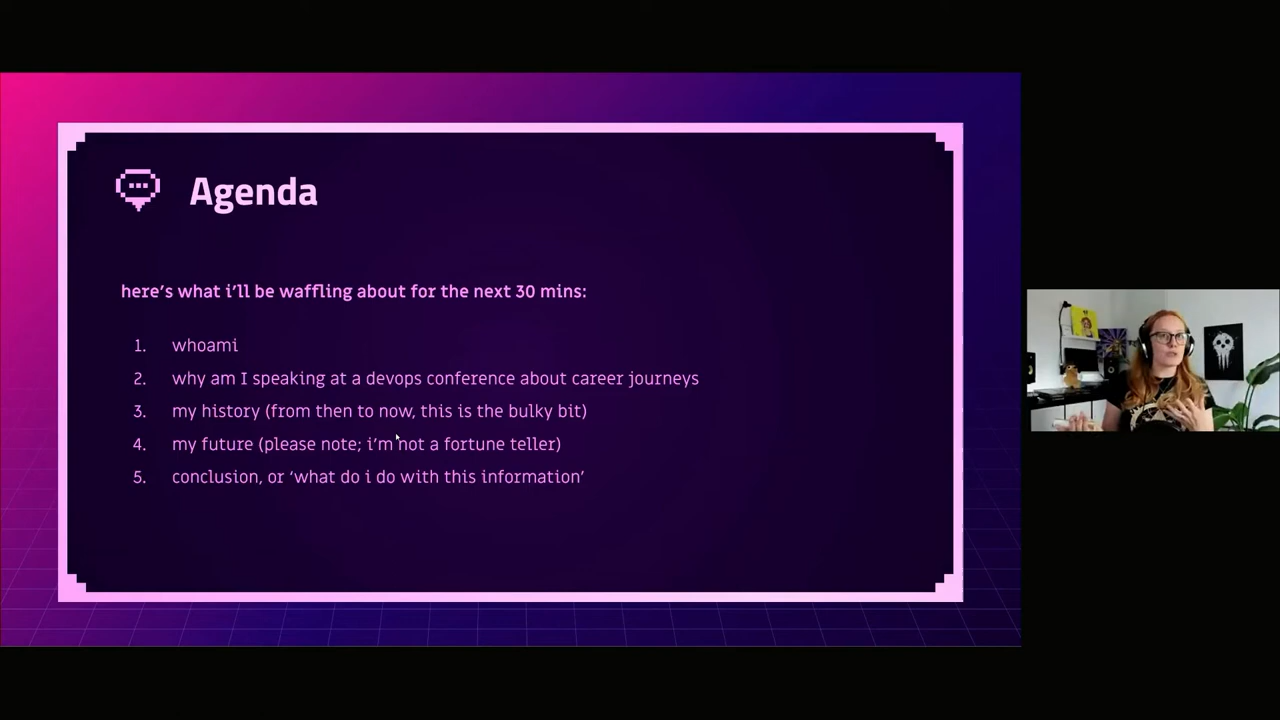 Agenda
here's what i'll be waffling about for the next 30 mins:
1. whoami
2. why am I speaking at a devops conference about career journeys
3. my history (from then to now, this is the bulky bit)
4. my future (please note; i'm not a fortune teller)
5. conclusion, or 'what do i do with this information'